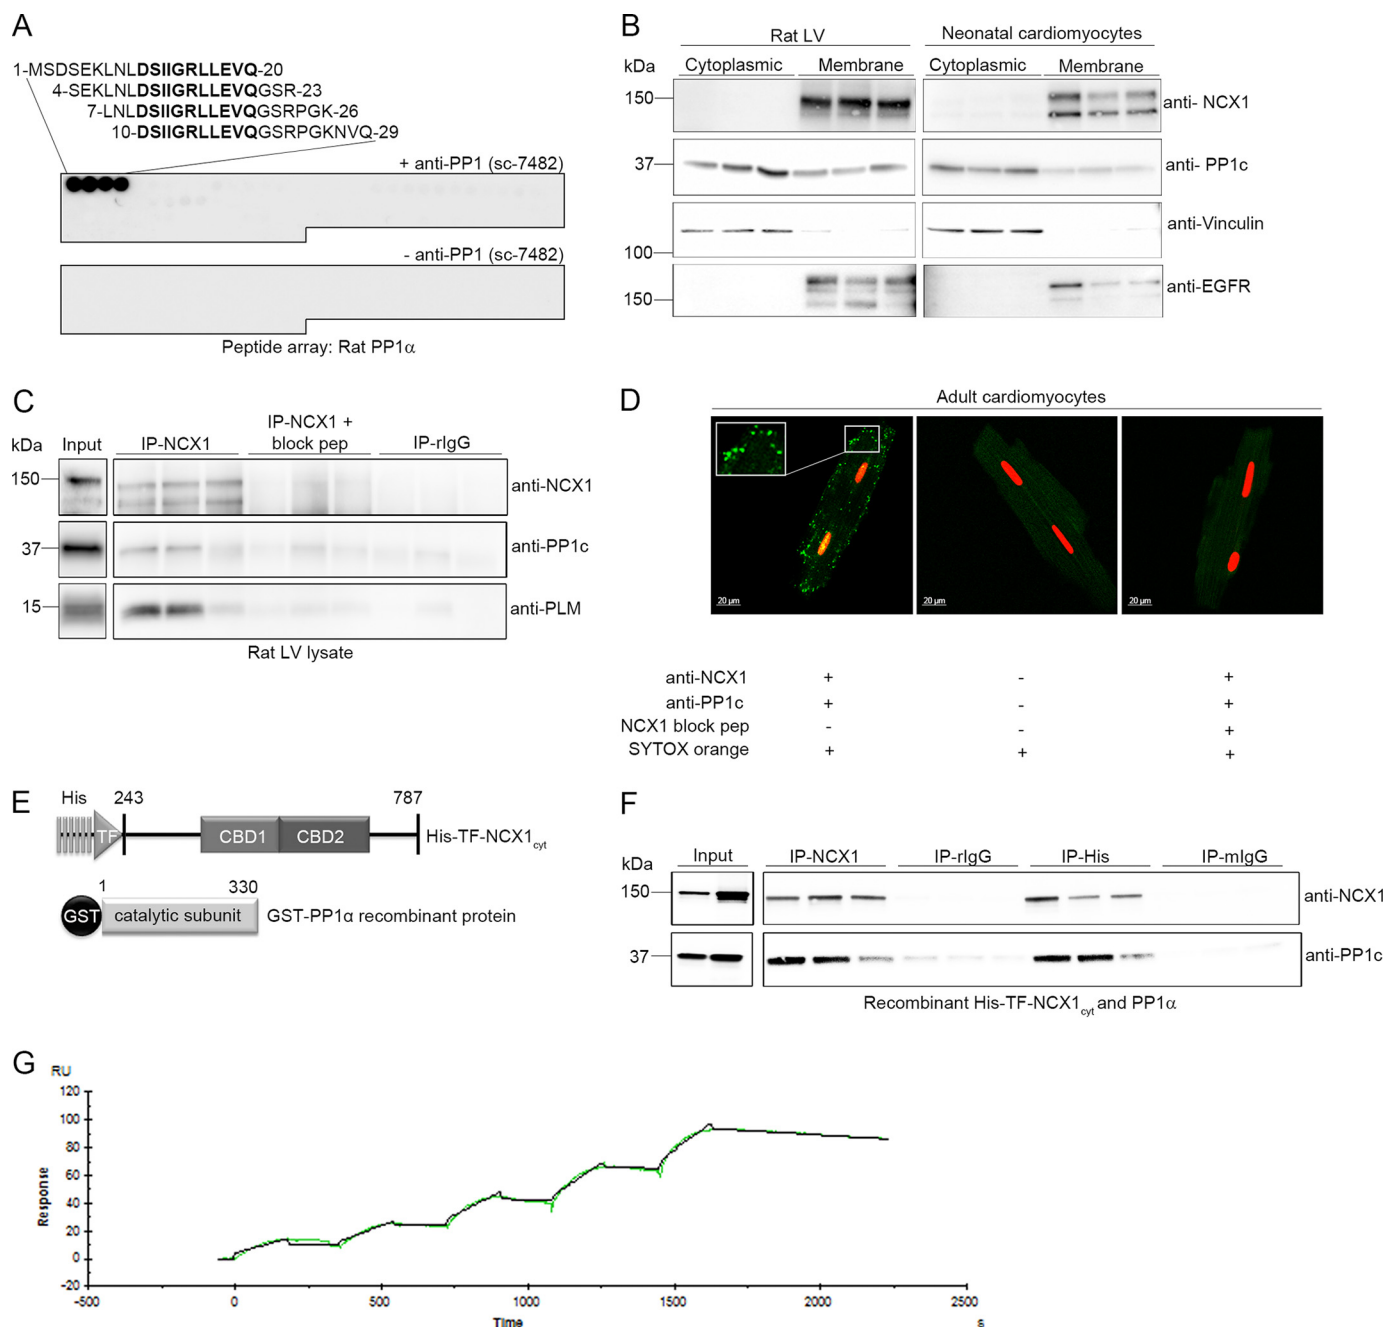 A
1-MSDSEKLNLDSIIGRLLEVQ-20
4-SEKLNLDSIIGRLLEVQGSR-23
7-LNLDSIIGRLLEVQGSRPGK-26
10-DSIIGRLLEVQGSRPGKNVQ-29
+ anti-PP1 (sc-7482)
- anti-PP1 (sc-7482)
Peptide array: Rat PP1α
B
Rat LV
Neonatal cardiomyocytes
kDa
Cytoplasmic
Membrane
Cytoplasmic
Membrane
150
anti- NCX1
37
anti- PP1c
anti-Vinculin
100
150
anti-EGFR
C
kDa
Input
IP-NCX1
IP-NCX1 +
block pep
IP-rIgG
150
anti-NCX1
37
anti-PP1c
15
anti-PLM
Rat LV lysate
D
Adult cardiomyocytes
20 µm
20 µm
20 µm
anti-NCX1 + - +
anti-PP1c + - +
NCX1 block pep - - +
SYTOX orange + + +
E
His
243
787
TF
CBD1
CBD2
His-TF-NCX1cyt
1
330
GST
catalytic subunit
GST-PP1α recombinant protein
F
kDa
Input
IP-NCX1
IP-rIgG
IP-His
IP-mIgG
150
anti-NCX1
37
anti-PP1c
Recombinant His-TF-NCX1cyt and PP1α
G
RU
120
100
80
60
40
20
0
-20
Response
-500
0
500
1000
1500
2000
2500
Time
s